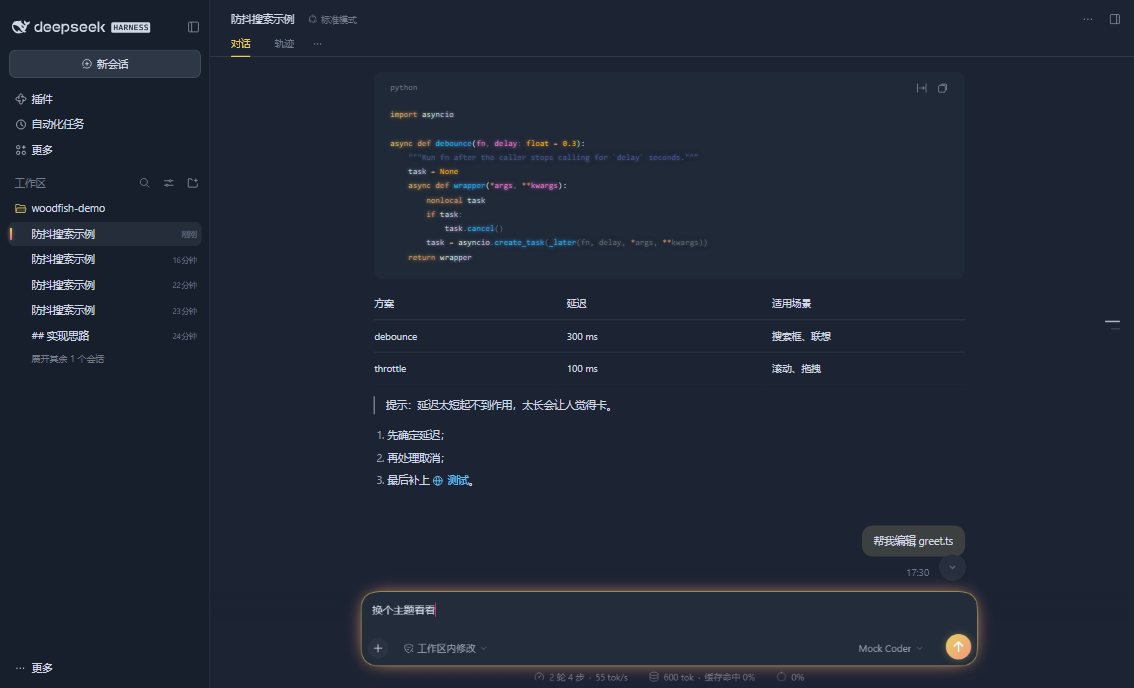 deepseek HARNESS
新会话
插件
自动化任务
更多
工作区
woodfish-demo
防抖搜索示例 刚刚
防抖搜索示例 16分钟
防抖搜索示例 22分钟
防抖搜索示例 23分钟
## 实现思路 24分钟
展开其余 1 个会话
··· 更多
防抖搜索示例 标准模式 ···
对话 轨迹 ···
python
import asyncio
async def debounce(fn, delay: float = 0.3):
"""Run fn after the caller stops calling for `delay` seconds."""
task = None
async def wrapper(*args, **kwargs):
nonlocal task
if task:
task.cancel()
task = asyncio.create_task(_later(fn, delay, *args, **kwargs))
return wrapper
方案 延迟 适用场景
debounce 300 ms 搜索框、联想
throttle 100 ms 滚动、拖拽
提示：延迟太短起不到作用，太长会让人觉得卡。
1. 先确定延迟；
2. 再处理取消；
3. 最后补上 测试。
帮我编辑 greet.ts
17:30
换个主题看看
+ 工作区内修改 Mock Coder
2 轮 4 步 · 55 tok/s 600 tok · 缓存命中 0% 0%